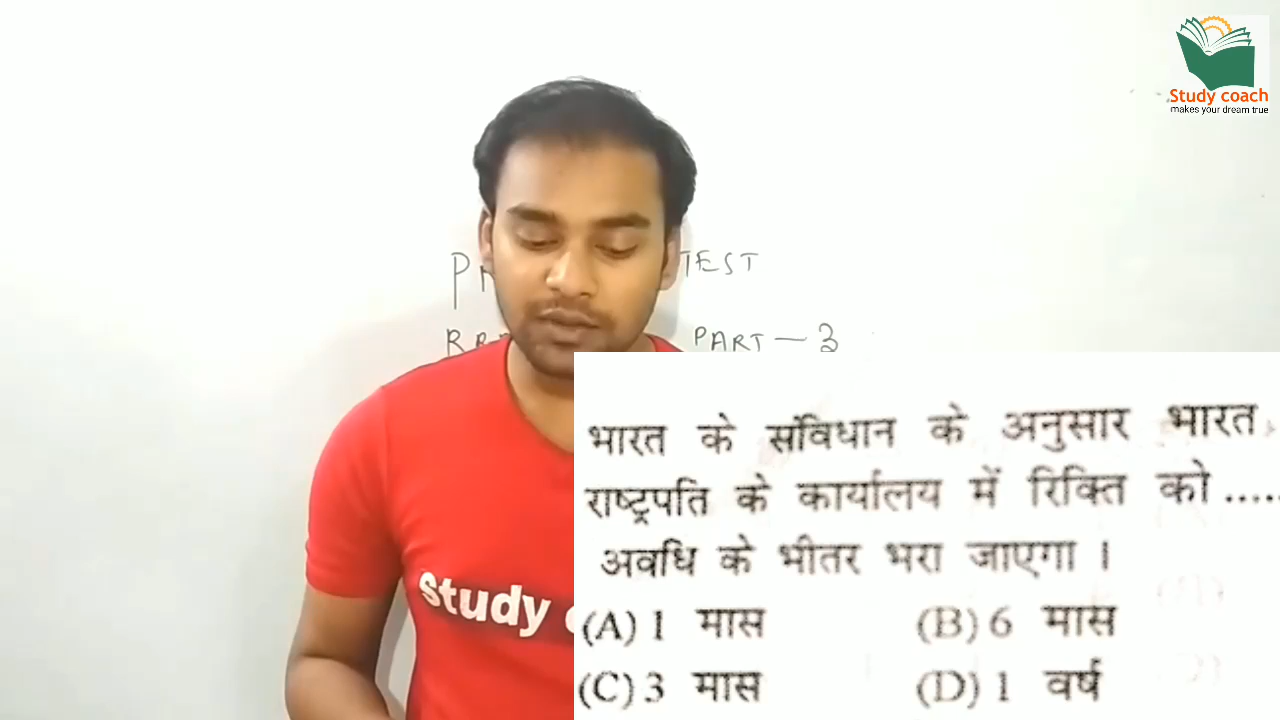 Study coach
makes your dream true
TEST
PART - 3
भारत के संविधान के अनुसार भारत
राष्ट्रपति के कार्यालय में रिक्ति को .....
अवधि के भीतर भरा जाएगा ।
(A) 1 मास (B) 6 मास
(C) 3 मास (D) 1 वर्ष
Study